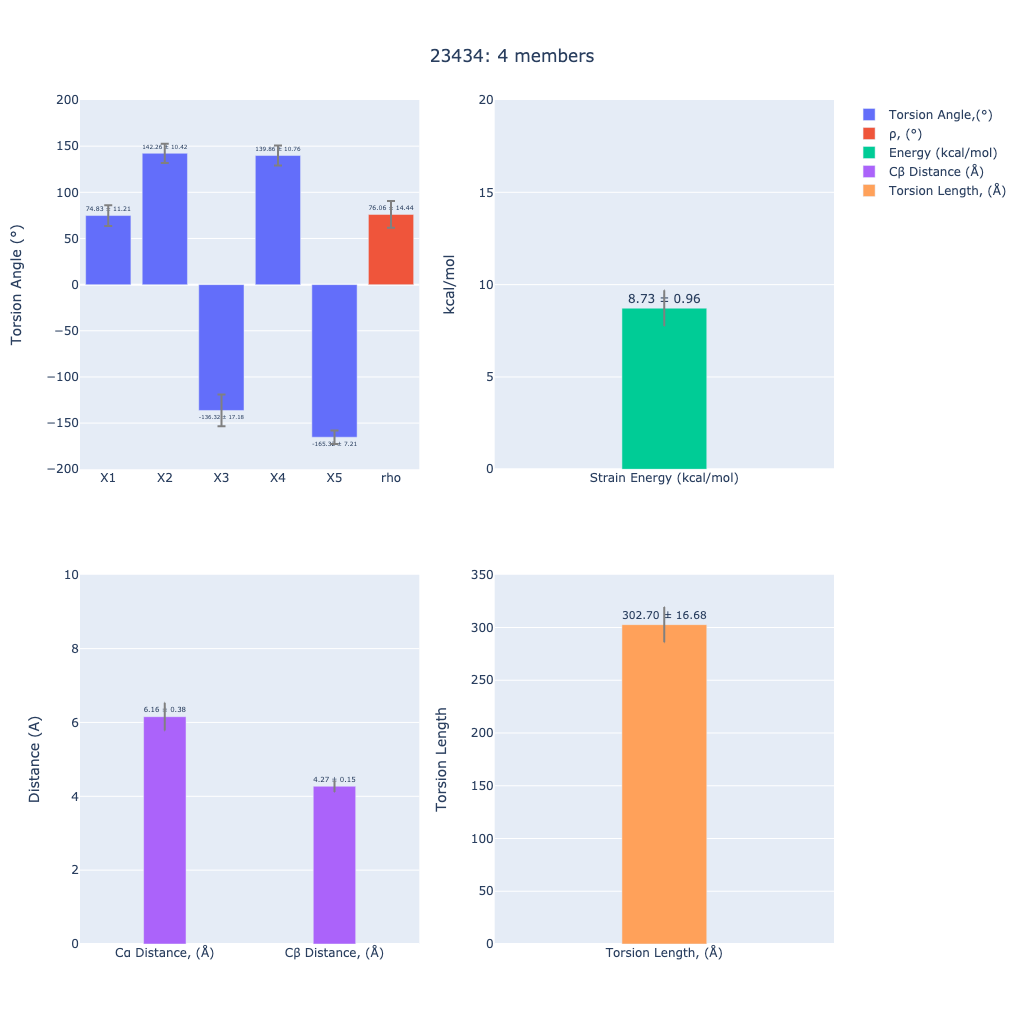 23434: 4 members
Torsion Angle (°)
200
150
100
50
0
−50
−100
−150
−200
74.83 ± 11.21
142.26 ± 10.42
-136.32 ± 17.18
139.86 ± 10.76
-165.32 ± 7.21
76.06 ± 14.44
X1 X2 X3 X4 X5 rho
kcal/mol
20
15
10
5
0
8.73 ± 0.96
Strain Energy (kcal/mol)
Torsion Angle,(°)
ρ, (°)
Energy (kcal/mol)
Cβ Distance (Å)
Torsion Length, (Å)
Distance (A)
10
8
6
4
2
0
6.16 ± 0.38
4.27 ± 0.15
Cα Distance, (Å) Cβ Distance, (Å)
Torsion Length
350
300
250
200
150
100
50
0
302.70 ± 16.68
Torsion Length, (Å)